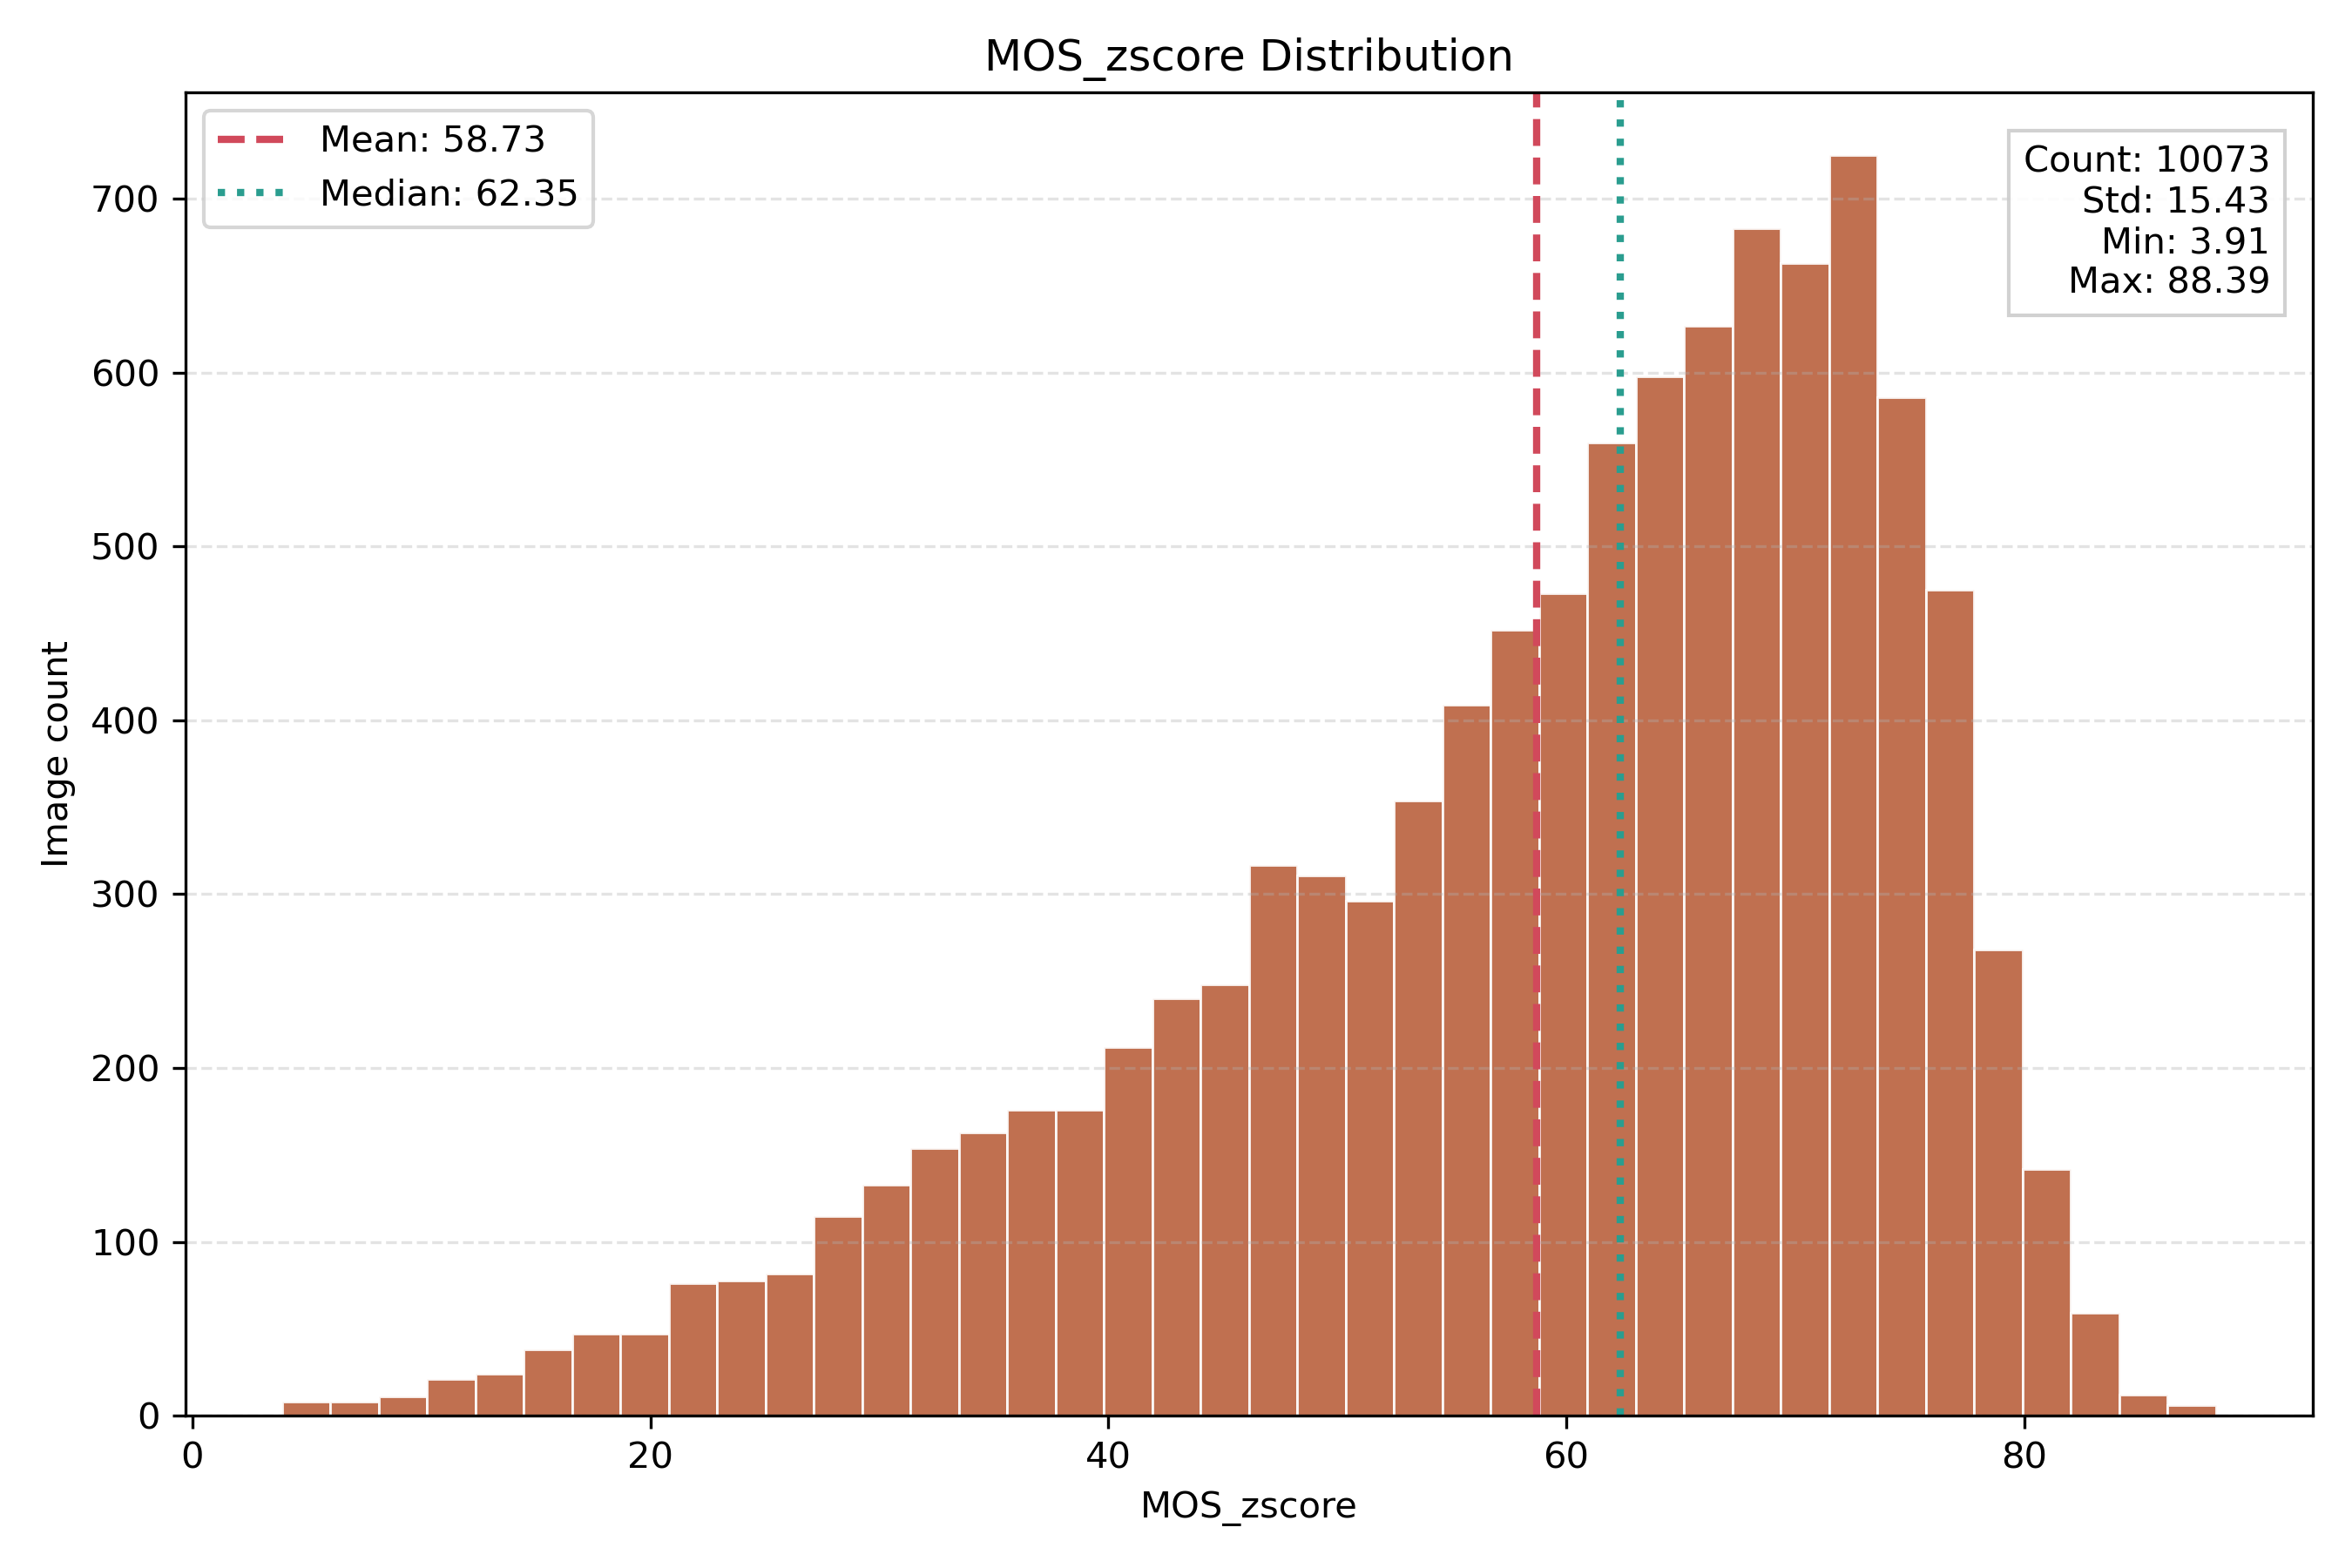 MOS_zscore Distribution
Mean: 58.73
Median: 62.35
Count: 10073
Std: 15.43
Min: 3.91
Max: 88.39
Image count
700
600
500
400
300
200
100
0
0 20 40 60 80
MOS_zscore